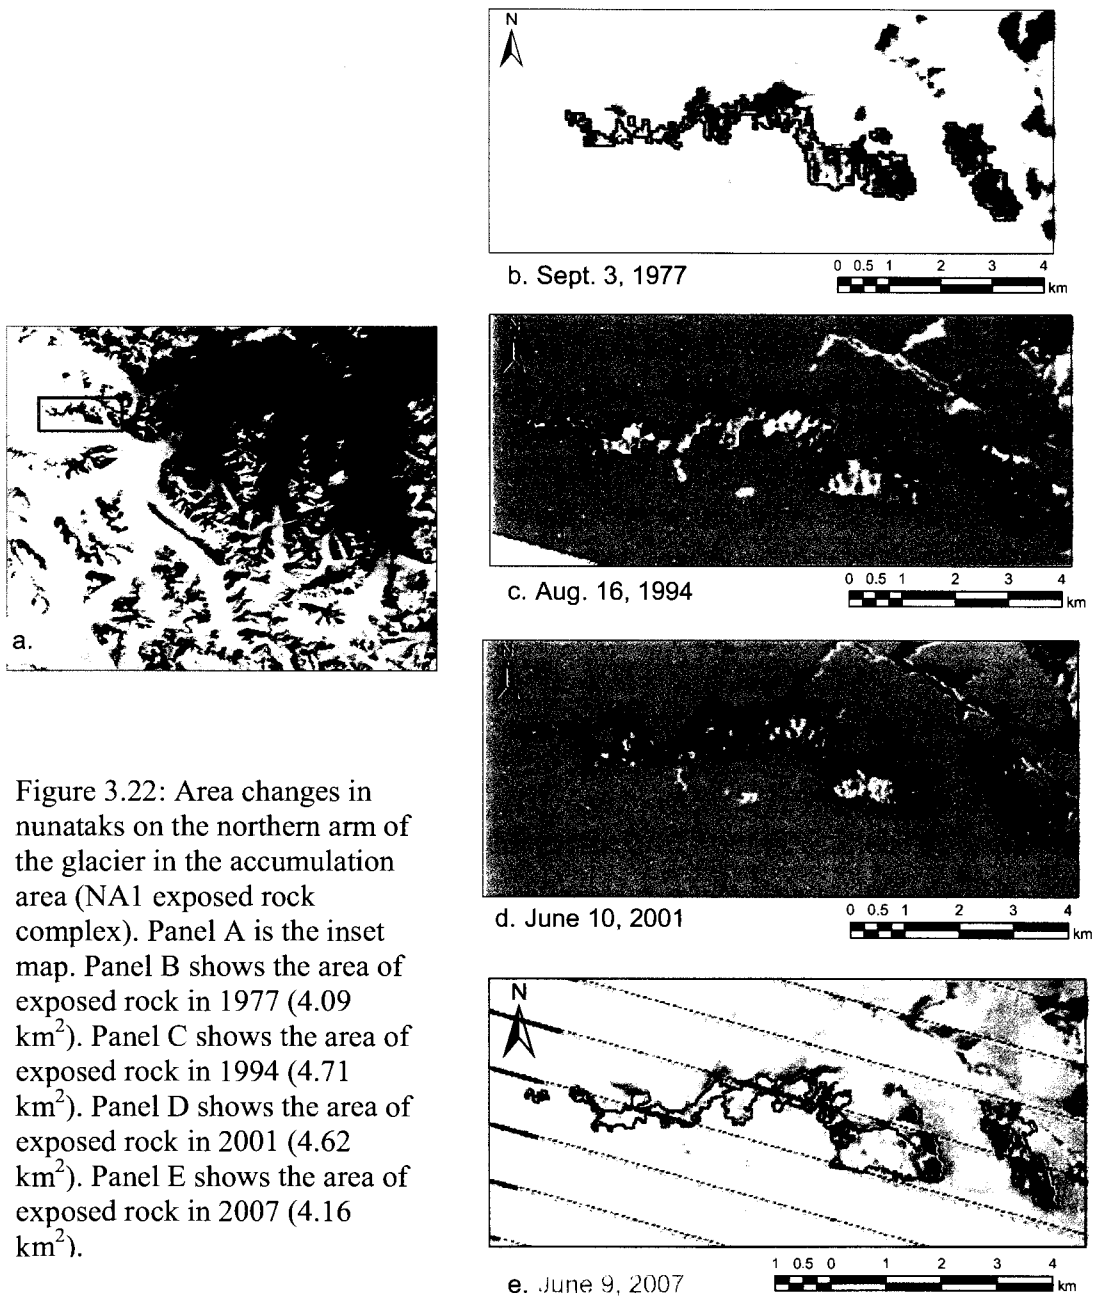 N
b. Sept. 3, 1977
0 0.5 1 2 3 4
km
N
c. Aug. 16, 1994
0 0.5 1 2 3 4
km
a.
N
d. June 10, 2001
0 0.5 1 2 3 4
km
Figure 3.22: Area changes in
nunataks on the northern arm of
the glacier in the accumulation
area (NA1 exposed rock
complex). Panel A is the inset
map. Panel B shows the area of
exposed rock in 1977 (4.09
km²). Panel C shows the area of
exposed rock in 1994 (4.71
km²). Panel D shows the area of
exposed rock in 2001 (4.62
km²). Panel E shows the area of
exposed rock in 2007 (4.16
km²).
N
e. June 9, 2007
1 0.5 0 1 2 3 4
km